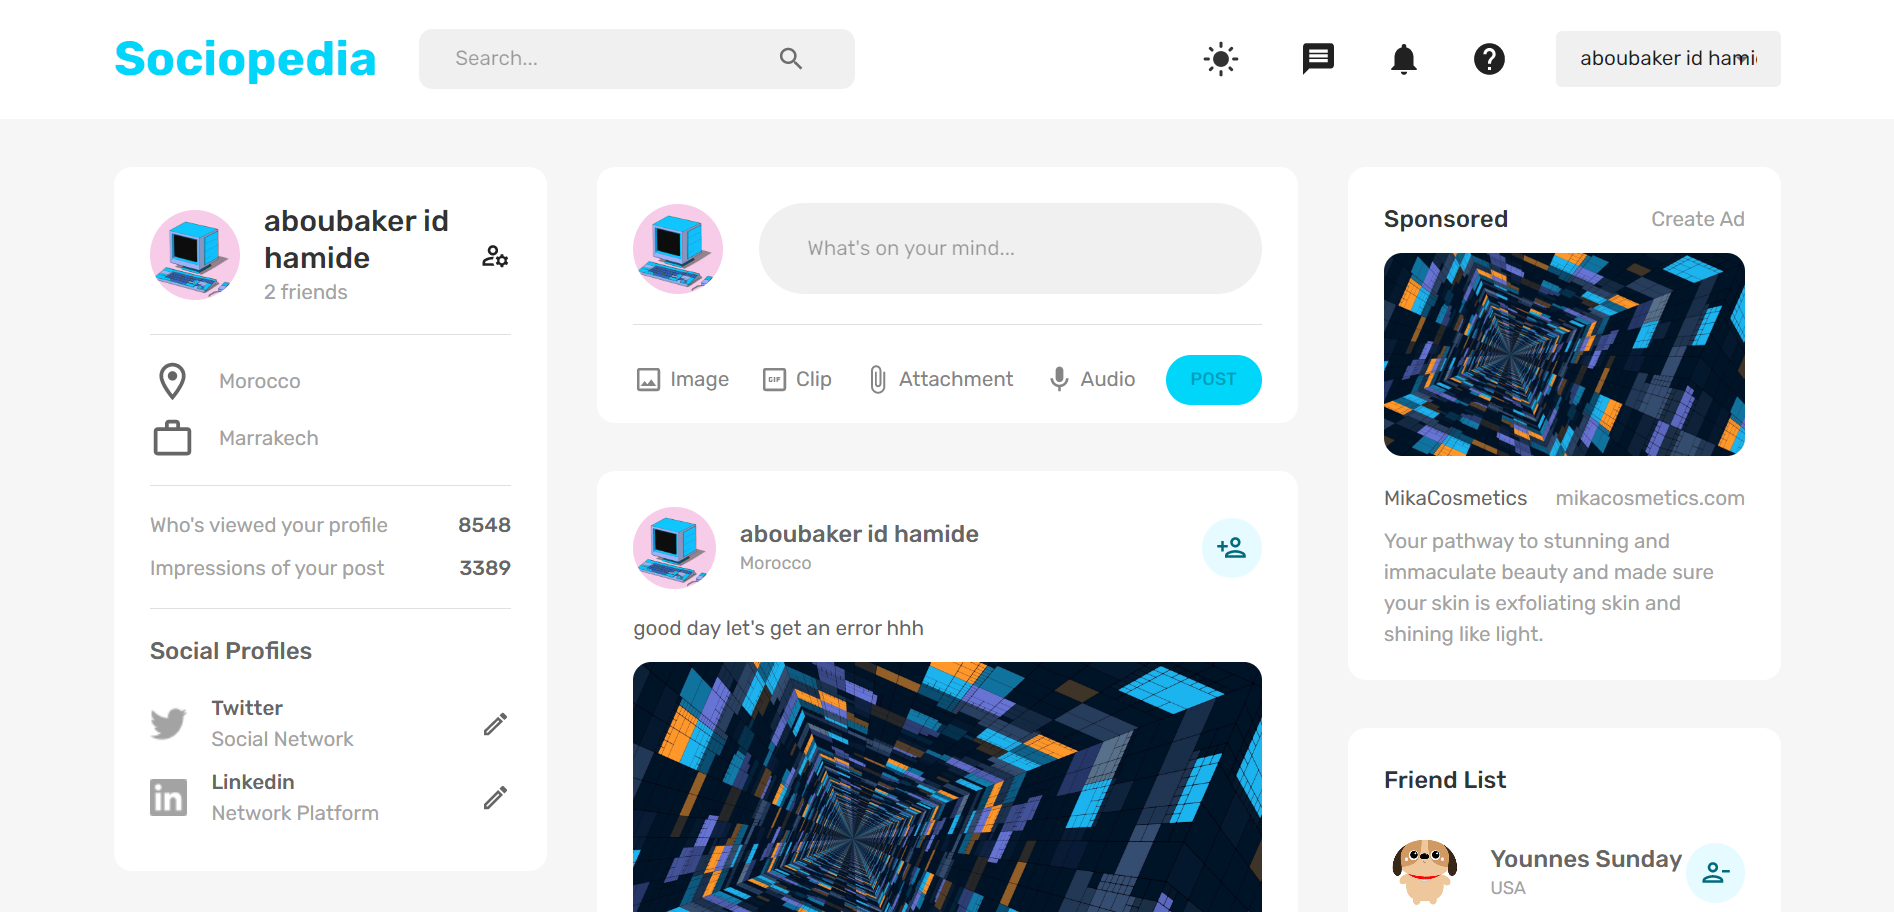 Sociopedia
Search...
aboubaker id hami
aboubaker id
hamide
2 friends
Morocco
Marrakech
Who's viewed your profile 8548
Impressions of your post 3389
Social Profiles
Twitter
Social Network
Linkedin
Network Platform
What's on your mind...
Image GIF Clip Attachment Audio POST
aboubaker id hamide
Morocco
good day let's get an error hhh
Sponsored Create Ad
MikaCosmetics mikacosmetics.com
Your pathway to stunning and
immaculate beauty and made sure
your skin is exfoliating skin and
shining like light.
Friend List
Younnes Sunday
USA